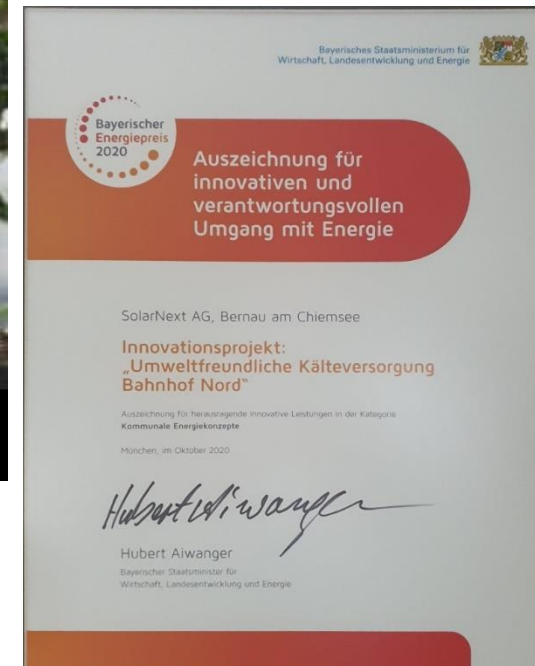 Bayerisches Staatsministerium für
Wirtschaft, Landesentwicklung und Energie
Bayerischer
Energiepreis
2020
Auszeichnung für
innovativen und
verantwortungsvollen
Umgang mit Energie
SolarNext AG, Bernau am Chiemsee
Innovationsprojekt:
„Umweltfreundliche Kälteversorgung
Bahnhof Nord“
Auszeichnung für herausragende innovative Leistungen in der Kategorie
Kommunale Energiekonzepte
München, im Oktober 2020
Hubert Aiwanger
Hubert Aiwanger
Bayerischer Staatsminister für
Wirtschaft, Landesentwicklung und Energie